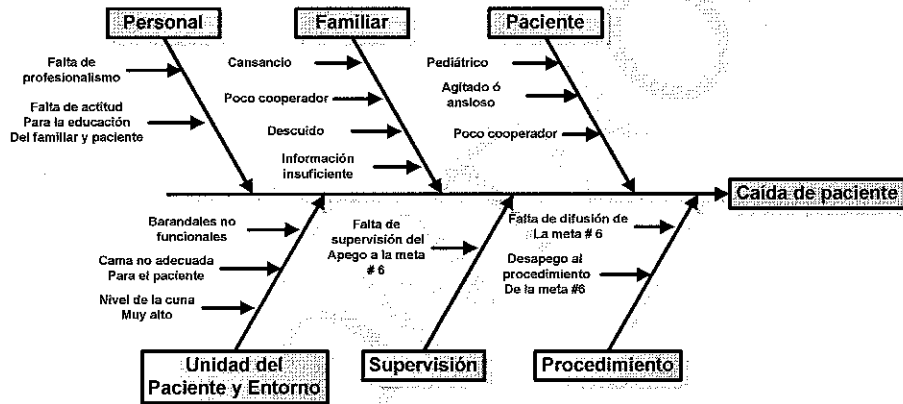 Personal
Familiar
Paciente
Falta de
profesionalismo
Falta de actitud
Para la educación
Del familiar y paciente
Cansancio
Poco cooperador
Descuido
Información
insuficiente
Pediátrico
Agitado ó
ansioso
Poco cooperador
Caída de paciente
Barandales no
funcionales
Cama no adecuada
Para el paciente
Nivel de la cuna
Muy alto
Falta de
supervisión del
Apego a la meta
# 6
Falta de difusión de
La meta # 6
Desapego al
procedimiento
De la meta #6
Unidad del
Paciente y Entorno
Supervisión
Procedimiento